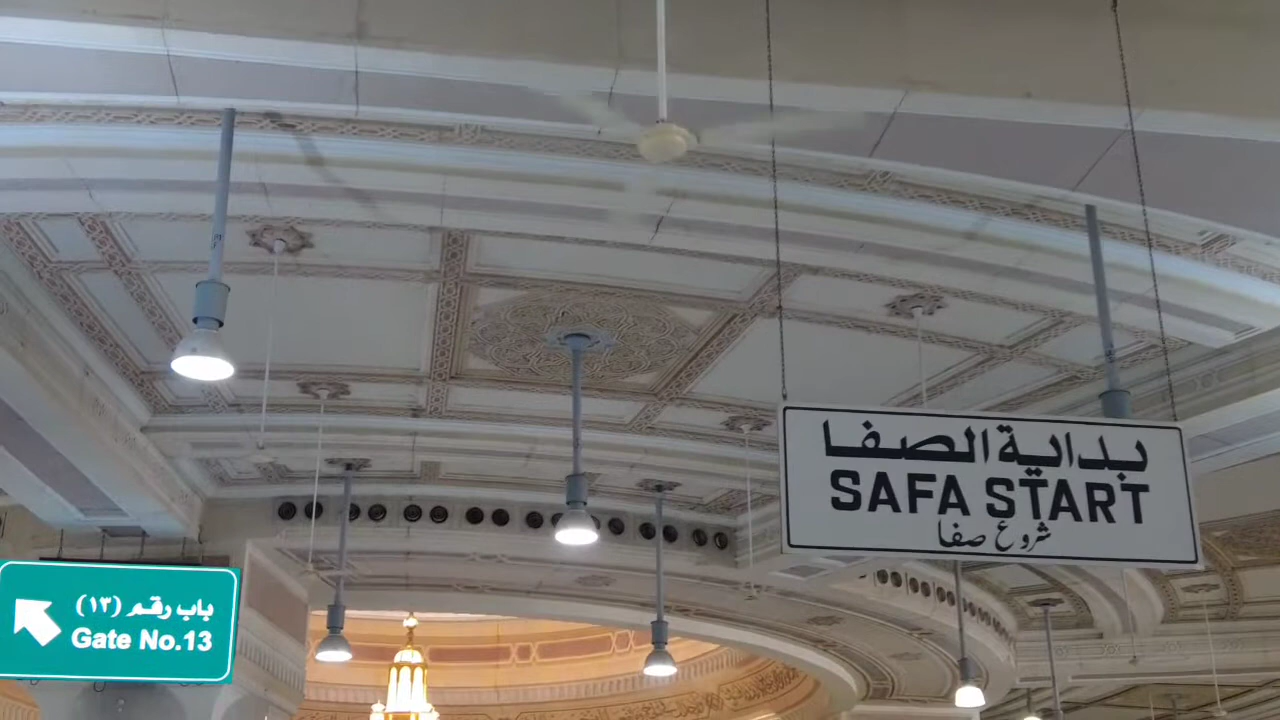 بداية الصفا
SAFA START
شروع صفا
باب رقم (١٣)
Gate No.13